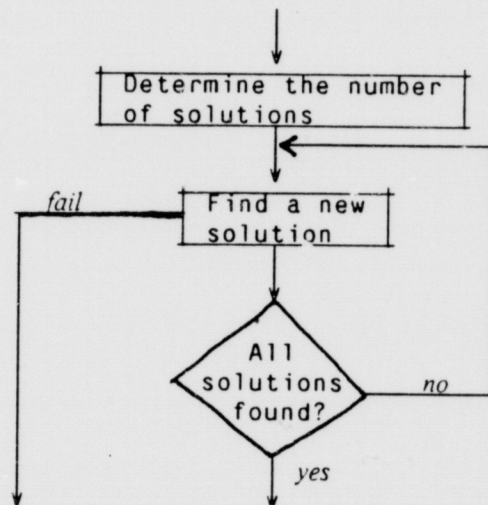 Determine the number
of solutions
fail
Find a new
solution
All
solutions
found?
no
yes